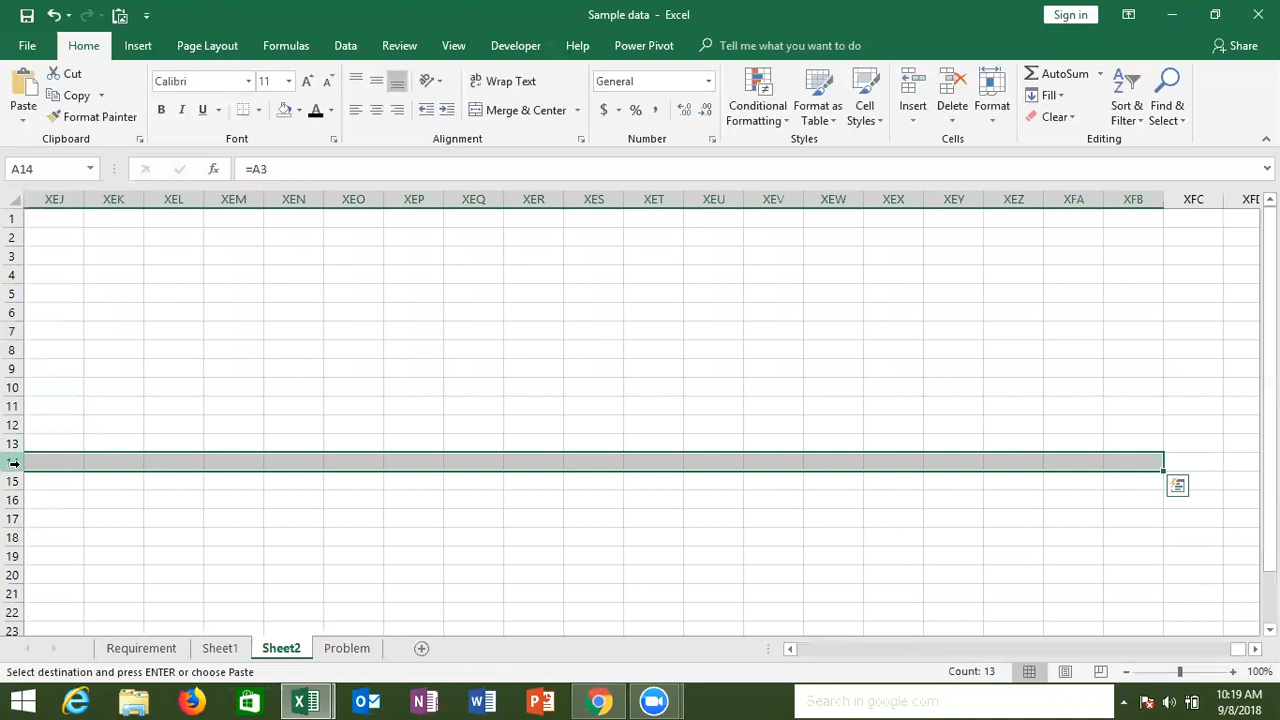 Sample data - Excel
Sign in
File Home Insert Page Layout Formulas Data Review View Developer Help Power Pivot Tell me what you want to do Share
Paste
Cut
Copy
Format Painter
Clipboard
Calibri 11
B I U
Font
Wrap Text
Merge & Center
Alignment
General
$ % ,
Number
Conditional Formatting
Format as Table
Cell Styles
Styles
Insert
Delete
Format
Cells
AutoSum
Fill
Clear
Sort & Filter
Find & Select
Editing
A14 fx =A3
XEJ XEK XEL XEM XEN XEO XEP XEQ XER XES XET XEU XEV XEW XEX XEY XEZ XFA XFB XFC
1
2
3
4
5
6
7
8
9
10
11
12
13
15
16
17
18
19
20
21
22
23
Requirement Sheet1 Sheet2 Problem
Select destination and press ENTER or choose Paste
Count: 13
100%
Search in google.com
10:19 AM
9/8/2018